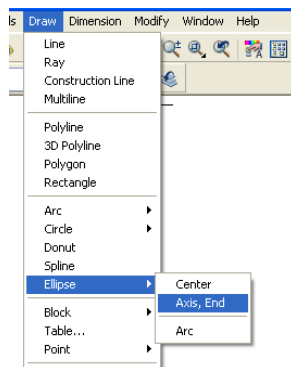 ls Draw Dimension Modify Window Help
Line
Ray
Construction Line
Multiline
Polyline
3D Polyline
Polygon
Rectangle
Arc
Circle
Donut
Spline
Ellipse
Center
Axis, End
Arc
Block
Table...
Point